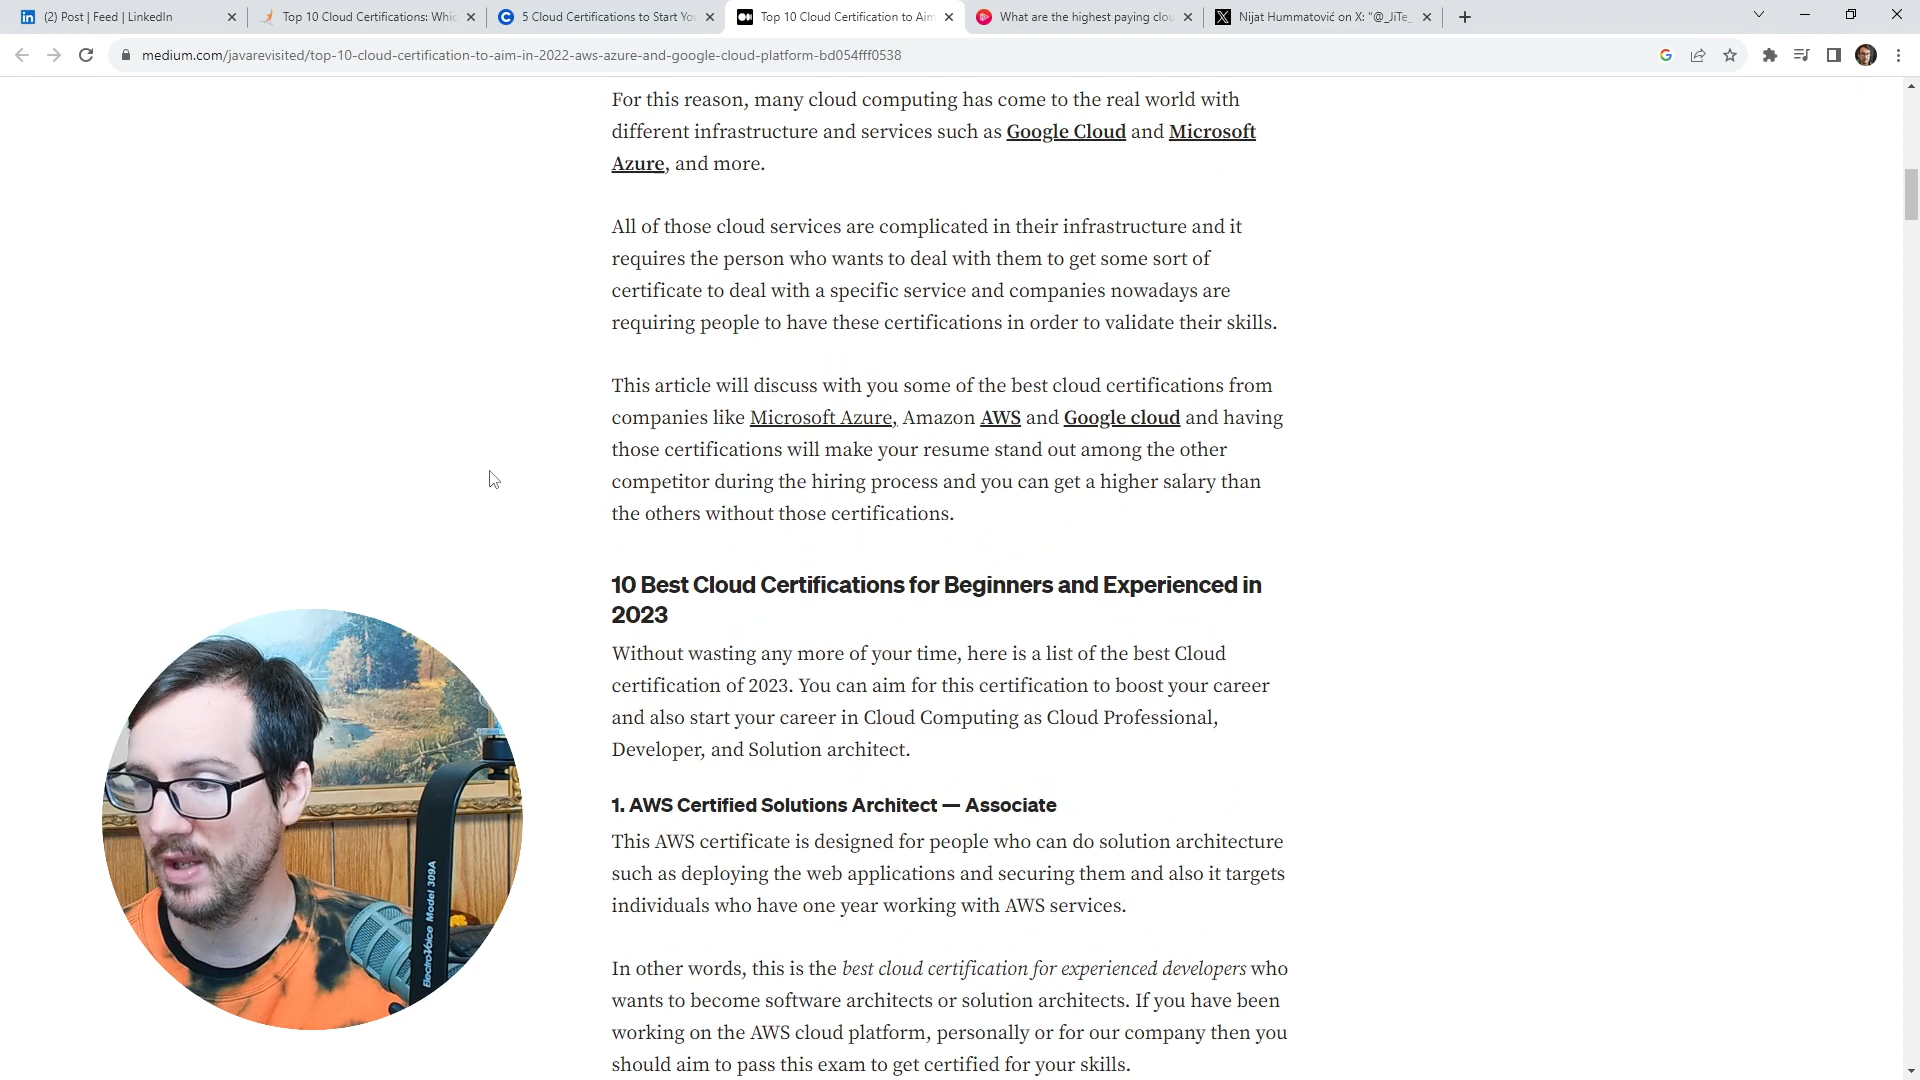 (2) Post | Feed | LinkedIn
Top 10 Cloud Certifications: Whic
5 Cloud Certifications to Start Yo
Top 10 Cloud Certification to Aim
What are the highest paying clou
Nijat Hummatović on X: "@_JiTe_
medium.com/javarevisited/top-10-cloud-certification-to-aim-in-2022-aws-azure-and-google-cloud-platform-bd054fff0538
For this reason, many cloud computing has come to the real world with
different infrastructure and services such as Google Cloud and Microsoft
Azure, and more.
All of those cloud services are complicated in their infrastructure and it
requires the person who wants to deal with them to get some sort of
certificate to deal with a specific service and companies nowadays are
requiring people to have these certifications in order to validate their skills.
This article will discuss with you some of the best cloud certifications from
companies like Microsoft Azure, Amazon AWS and Google cloud and having
those certifications will make your resume stand out among the other
competitor during the hiring process and you can get a higher salary than
the others without those certifications.
10 Best Cloud Certifications for Beginners and Experienced in
2023
Without wasting any more of your time, here is a list of the best Cloud
certification of 2023. You can aim for this certification to boost your career
and also start your career in Cloud Computing as Cloud Professional,
Developer, and Solution architect.
1. AWS Certified Solutions Architect — Associate
This AWS certificate is designed for people who can do solution architecture
such as deploying the web applications and securing them and also it targets
individuals who have one year working with AWS services.
In other words, this is the best cloud certification for experienced developers who
wants to become software architects or solution architects. If you have been
working on the AWS cloud platform, personally or for our company then you
should aim to pass this exam to get certified for your skills.
ElectroVoice Model 309A